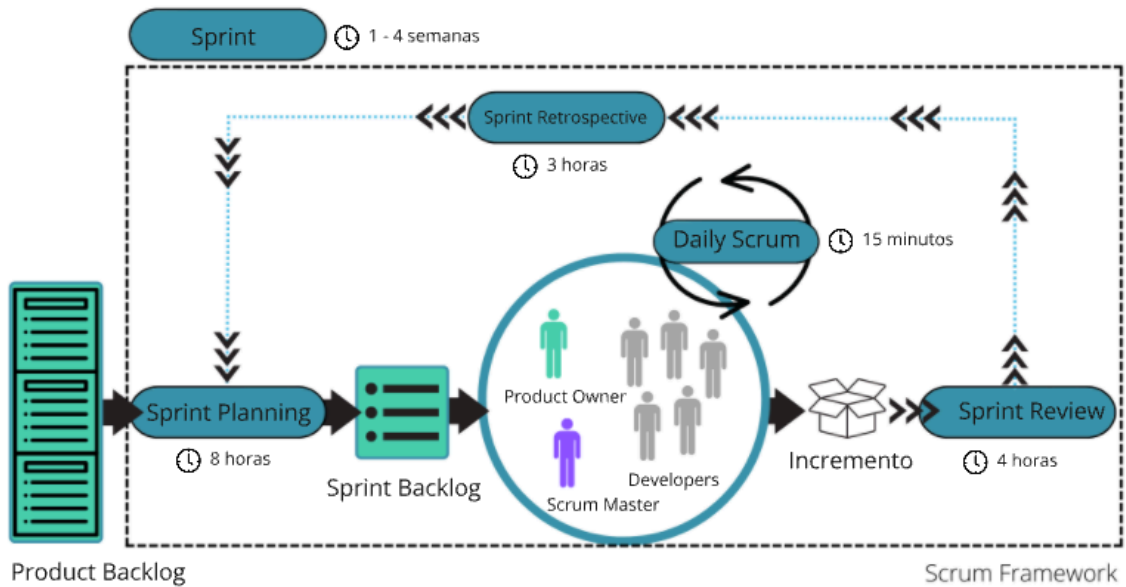 Sprint
1 - 4 semanas
Sprint Retrospective
3 horas
Daily Scrum
15 minutos
Product Owner
Sprint Planning
Sprint Review
8 horas
Incremento
4 horas
Developers
Sprint Backlog
Scrum Master
Product Backlog
Scrum Framework